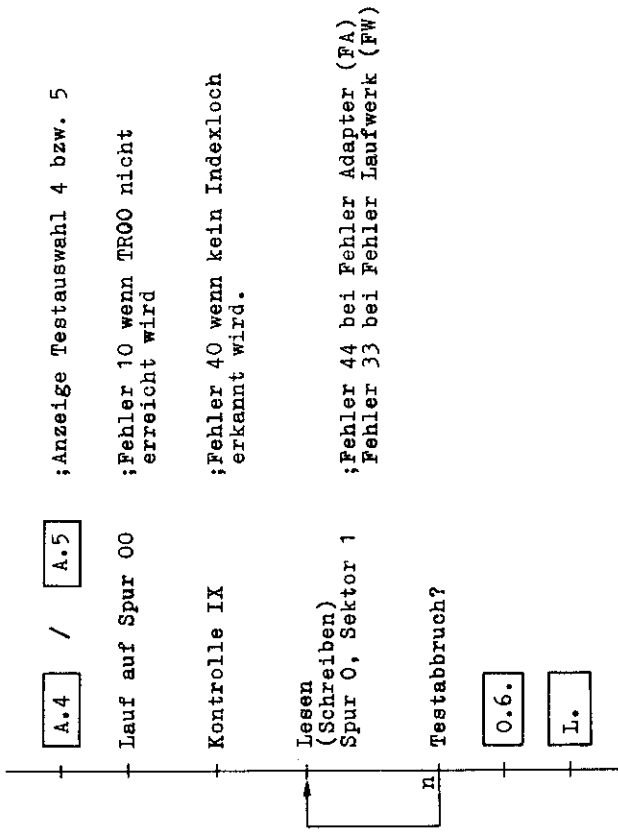 A.4 / A.5 ;Anzeige Testauswahl 4 bzw. 5
Lauf auf Spur 00 ;Fehler 10 wenn TR00 nicht
erreicht wird
Kontrolle IX ;Fehler 40 wenn kein Indexloch
erkannt wird.
Lesen
(Schreiben)
Spur 0, Sektor 1 ;Fehler 44 bei Fehler Adapter (FA)
Fehler 33 bei Fehler Laufwerk (FW)
Testabbruch?
n
0.6.
L.